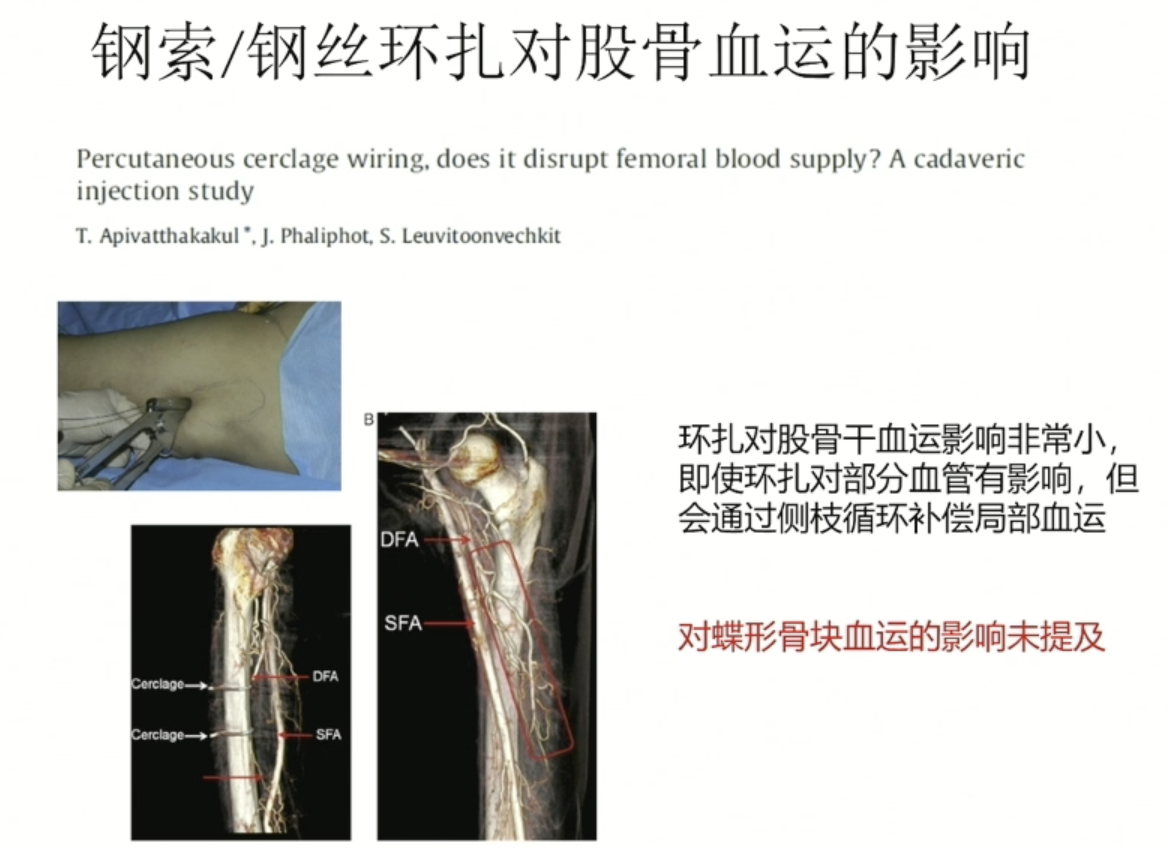 钢索/钢丝环扎对股骨血运的影响
Percutaneous cerclage wiring, does it disrupt femoral blood supply? A cadaveric
injection study
T. Apivatthakakul*, J. Phaliphot, S. Leuvitoonvechkit
B
DFA
SFA
Cerclage
DFA
Cerclage
SFA
环扎对股骨干血运影响非常小，
即使环扎对部分血管有影响，但
会通过侧枝循环补偿局部血运
对蝶形骨块血运的影响未提及